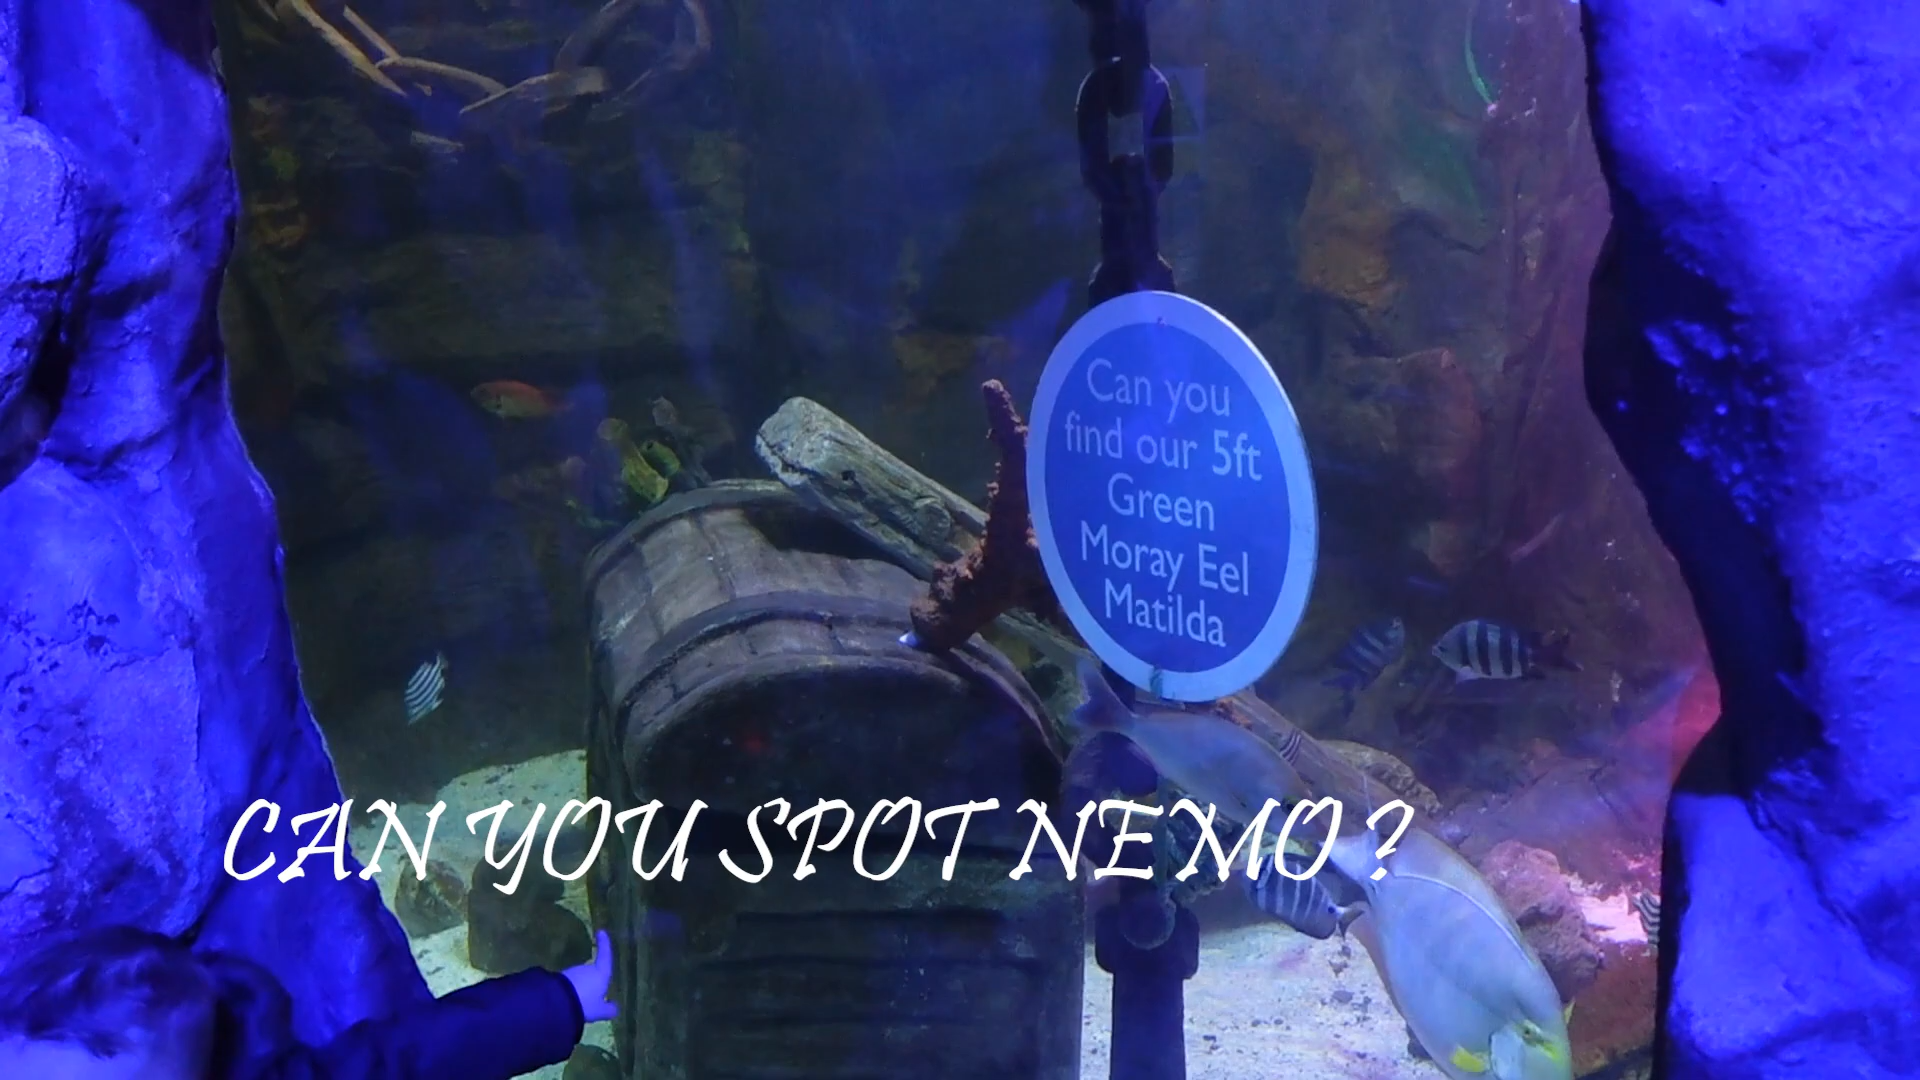 Can you
find our 5ft
Green
Moray Eel
Matilda
CAN YOU SPOT NEMO?